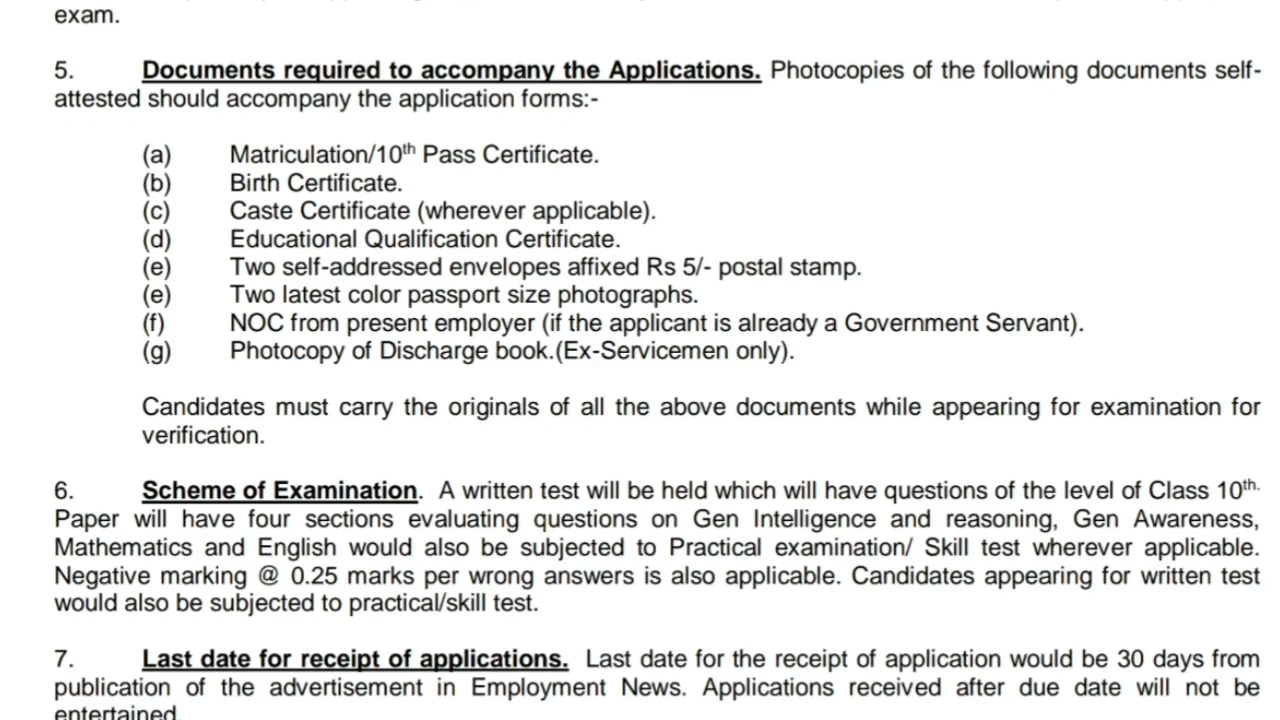 exam.
5. Documents required to accompany the Applications. Photocopies of the following documents self-
attested should accompany the application forms:-
(a) Matriculation/10th Pass Certificate.
(b) Birth Certificate.
(c) Caste Certificate (wherever applicable).
(d) Educational Qualification Certificate.
(e) Two self-addressed envelopes affixed Rs 5/- postal stamp.
(e) Two latest color passport size photographs.
(f) NOC from present employer (if the applicant is already a Government Servant).
(g) Photocopy of Discharge book.(Ex-Servicemen only).
Candidates must carry the originals of all the above documents while appearing for examination for
verification.
6. Scheme of Examination. A written test will be held which will have questions of the level of Class 10th.
Paper will have four sections evaluating questions on Gen Intelligence and reasoning, Gen Awareness,
Mathematics and English would also be subjected to Practical examination/ Skill test wherever applicable.
Negative marking @ 0.25 marks per wrong answers is also applicable. Candidates appearing for written test
would also be subjected to practical/skill test.
7. Last date for receipt of applications. Last date for the receipt of application would be 30 days from
publication of the advertisement in Employment News. Applications received after due date will not be
entertained.